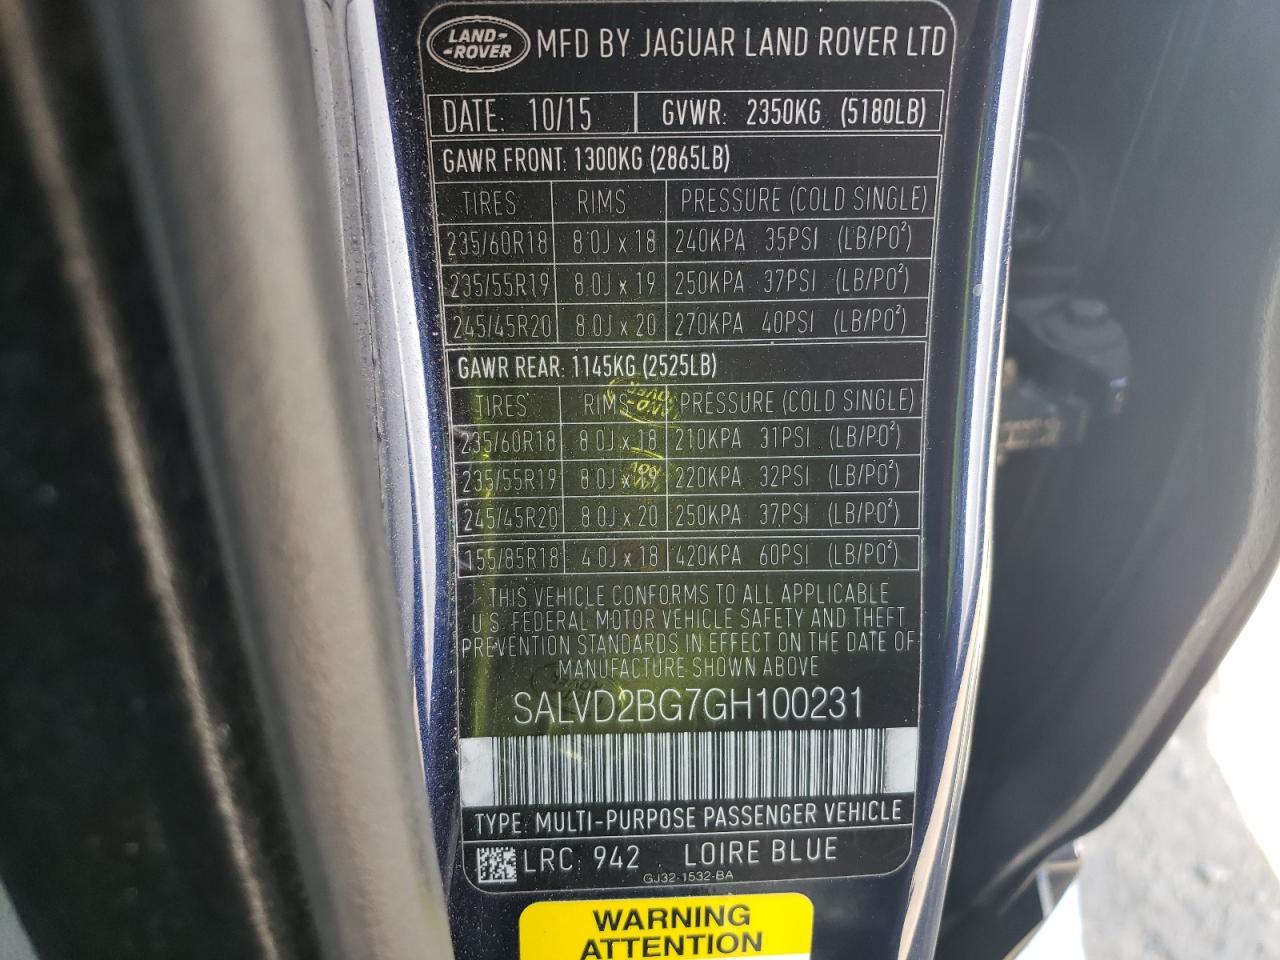 LAND-
-ROVER
MFD BY JAGUAR LAND ROVER LTD
DATE: 10/15 GVWR: 2350KG (5180LB)
GAWR FRONT: 1300KG (2865LB)
TIRES RIMS PRESSURE (COLD SINGLE)
235/60R18 8.0J x 18 240KPA 35PSI (LB/PO²)
235/55R19 8.0J x 19 250KPA 37PSI (LB/PO²)
245/45R20 8.0J x 20 270KPA 40PSI (LB/PO²)
GAWR REAR: 1145KG (2525LB)
TIRES RIMS PRESSURE (COLD SINGLE)
235/60R18 8.0J x 18 210KPA 31PSI (LB/PO²)
235/55R19 8.0J x 19 220KPA 32PSI (LB/PO²)
245/45R20 8.0J x 20 250KPA 37PSI (LB/PO²)
155/85R18 4.0J x 18 420KPA 60PSI (LB/PO²)
THIS VEHICLE CONFORMS TO ALL APPLICABLE
U.S. FEDERAL MOTOR VEHICLE SAFETY AND THEFT
PREVENTION STANDARDS IN EFFECT ON THE DATE OF
MANUFACTURE SHOWN ABOVE
SALVD2BG7GH100231
TYPE: MULTI-PURPOSE PASSENGER VEHICLE
LRC: 942 LOIRE BLUE
GJ32-1532-BA
WARNING
ATTENTION